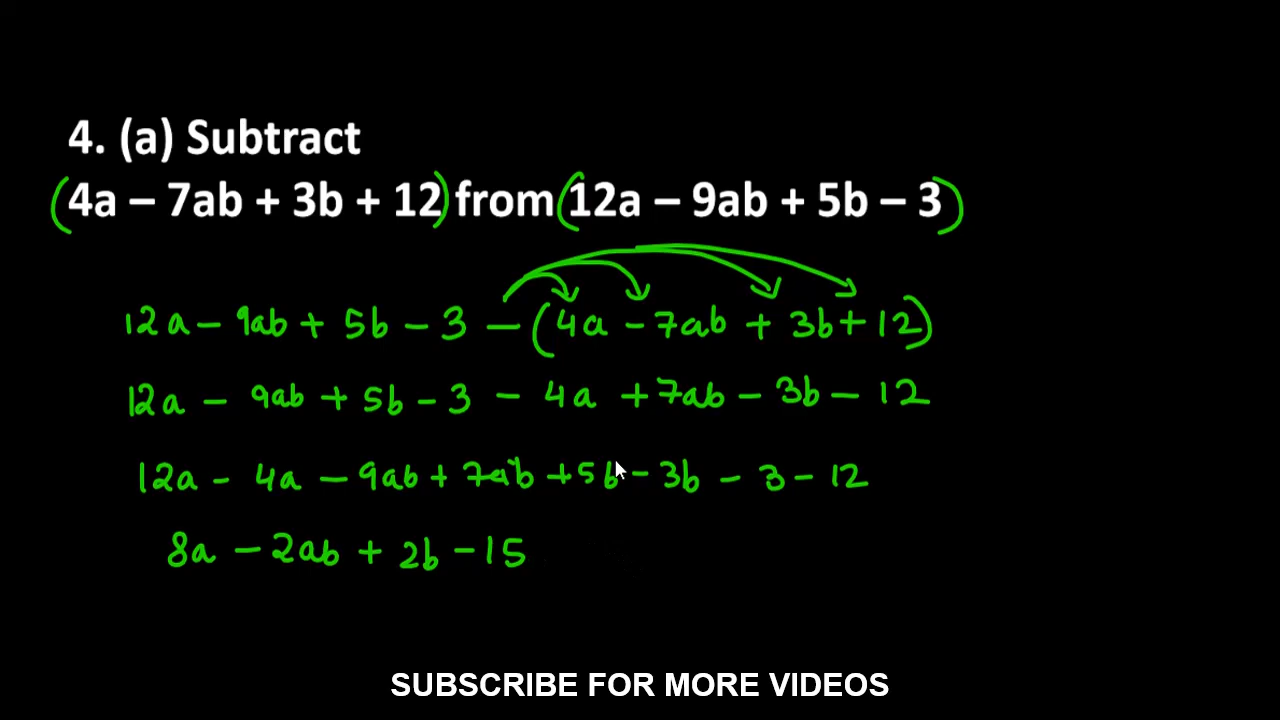 4. (a) Subtract
(4a – 7ab + 3b + 12) from (12a – 9ab + 5b – 3)
12a - 9ab + 5b - 3 - (4a - 7ab + 3b + 12)
12a - 9ab + 5b - 3 - 4a + 7ab - 3b - 12
12a - 4a - 9ab + 7ab + 5b - 3b - 3 - 12
8a - 2ab + 2b - 15
SUBSCRIBE FOR MORE VIDEOS